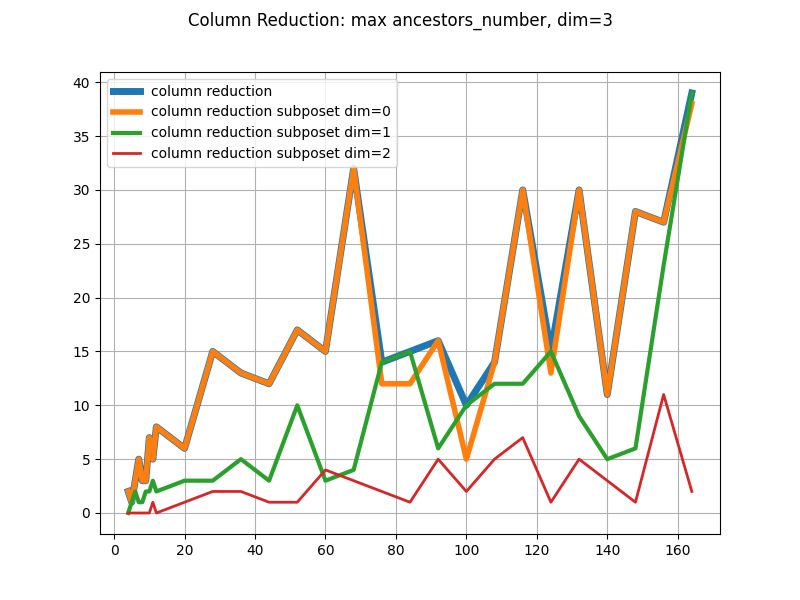 Column Reduction: max ancestors_number, dim=3
column reduction
column reduction subposet dim=0
column reduction subposet dim=1
column reduction subposet dim=2
40
35
30
25
20
15
10
5
0
0 20 40 60 80 100 120 140 160